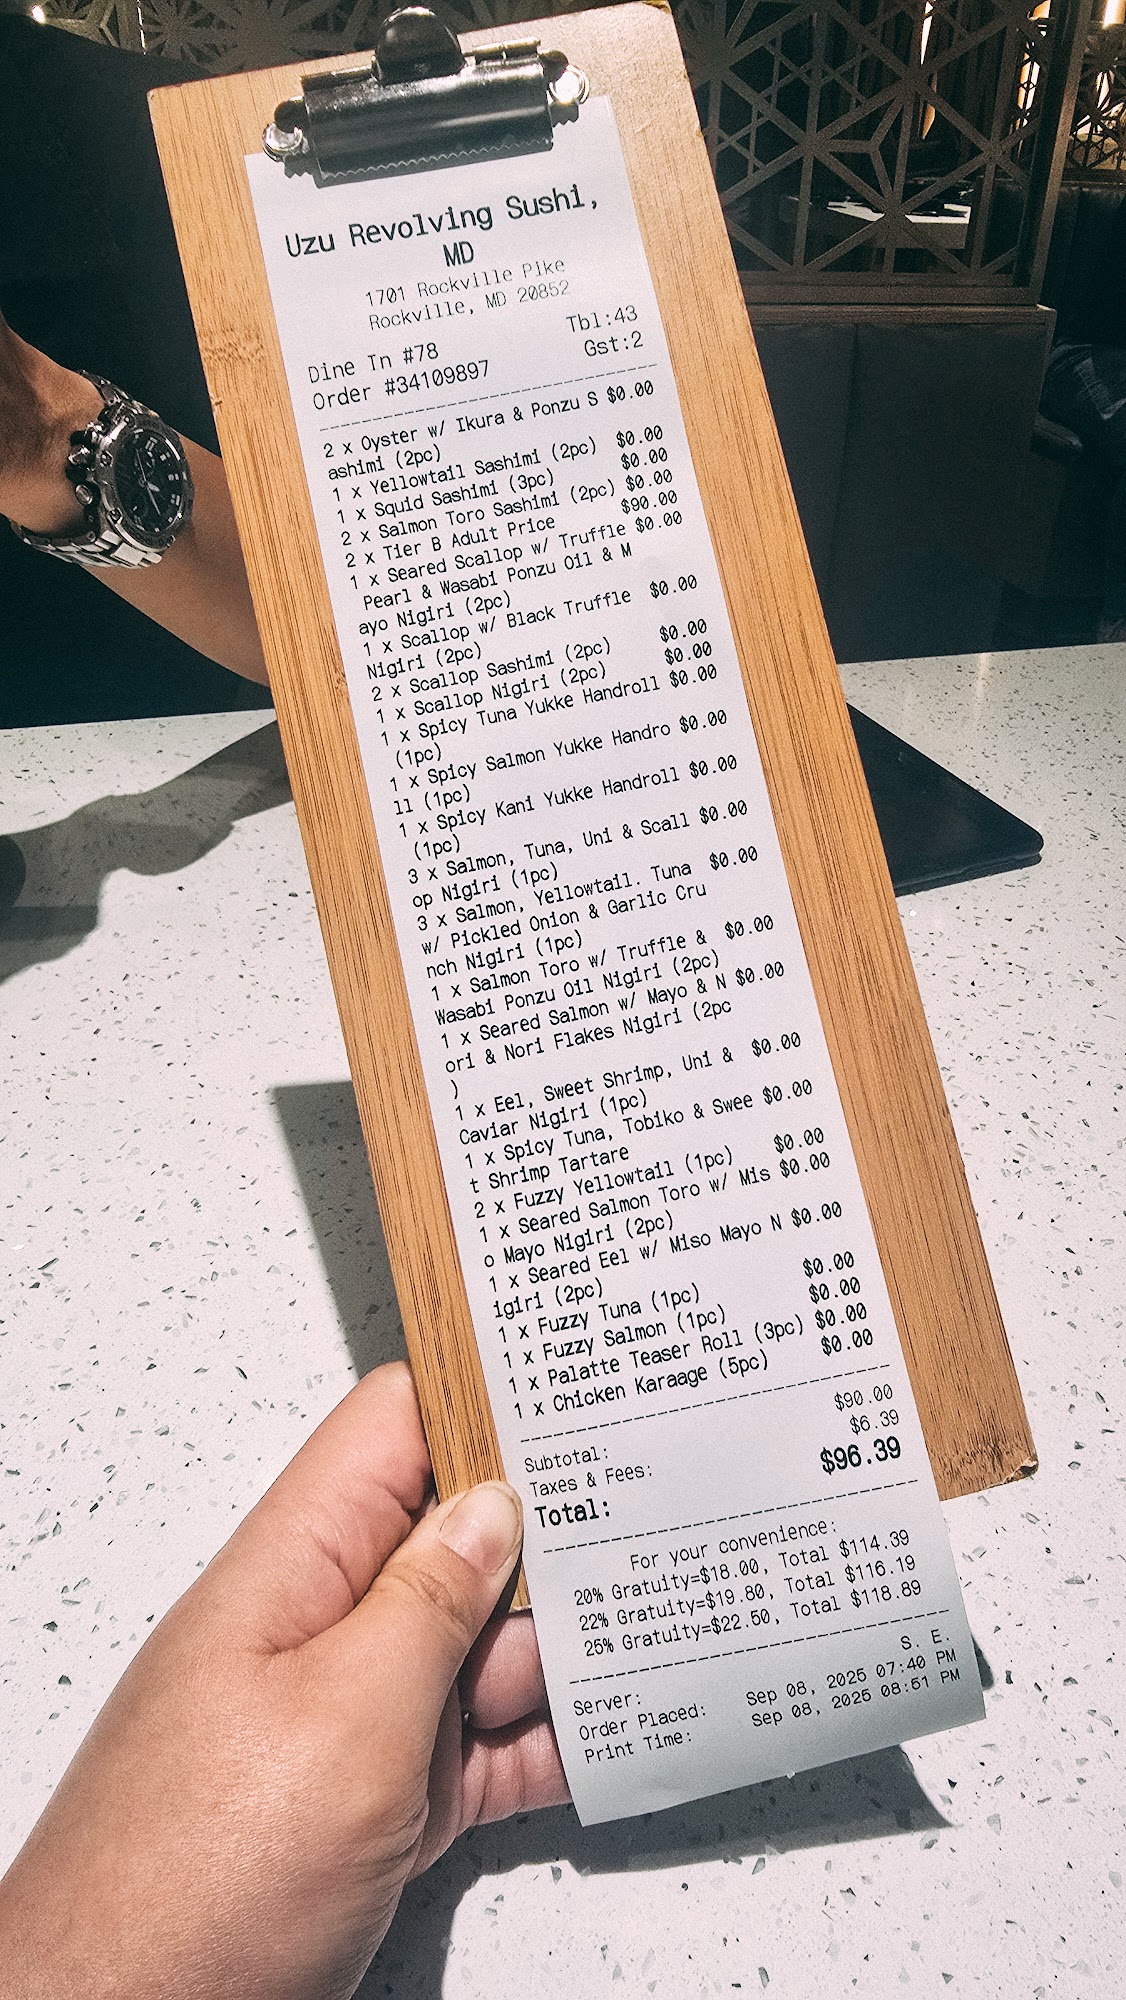 Uzu Revolving Sushi,
MD
1701 Rockville Pike
Rockville, MD 20852
Dine In #78 Tbl:43
Order #34109897 Gst:2
2 x Oyster w/ Ikura & Ponzu S $0.00
ashimi (2pc)
1 x Yellowtail Sashimi (2pc) $0.00
1 x Squid Sashimi (3pc) $0.00
2 x Salmon Toro Sashimi (2pc) $0.00
2 x Tier B Adult Price $90.00
1 x Seared Scallop w/ Truffle $0.00
Pearl & Wasabi Ponzu Oil & M
ayo Nigiri (2pc)
1 x Scallop w/ Black Truffle $0.00
Nigiri (2pc)
2 x Scallop Sashimi (2pc) $0.00
1 x Scallop Nigiri (2pc) $0.00
1 x Spicy Tuna Yukke Handroll $0.00
(1pc)
1 x Spicy Salmon Yukke Handro $0.00
ll (1pc)
1 x Spicy Kani Yukke Handroll $0.00
(1pc)
3 x Salmon, Tuna, Uni & Scall $0.00
op Nigiri (1pc)
3 x Salmon, Yellowtail. Tuna $0.00
w/ Pickled Onion & Garlic Cru
nch Nigiri (1pc)
1 x Salmon Toro w/ Truffle & $0.00
Wasabi Ponzu Oil Nigiri (2pc)
1 x Seared Salmon w/ Mayo & N $0.00
ori & Nori Flakes Nigiri (2pc
)
1 x Eel, Sweet Shrimp, Uni & $0.00
Caviar Nigiri (1pc)
1 x Spicy Tuna, Tobiko & Swee $0.00
t Shrimp Tartare
2 x Fuzzy Yellowtail (1pc) $0.00
1 x Seared Salmon Toro w/ Mis $0.00
o Mayo Nigiri (2pc)
1 x Seared Eel w/ Miso Mayo N $0.00
igiri (2pc)
1 x Fuzzy Tuna (1pc) $0.00
1 x Fuzzy Salmon (1pc) $0.00
1 x Palatte Teaser Roll (3pc) $0.00
1 x Chicken Karaage (5pc) $0.00
Subtotal: $90.00
Taxes & Fees: $6.39
Total: $96.39
For your convenience:
20% Gratuity=$18.00, Total $114.39
22% Gratuity=$19.80, Total $116.19
25% Gratuity=$22.50, Total $118.89
Server: S. E.
Order Placed: Sep 08, 2025 07:40 PM
Print Time: Sep 08, 2025 08:51 PM